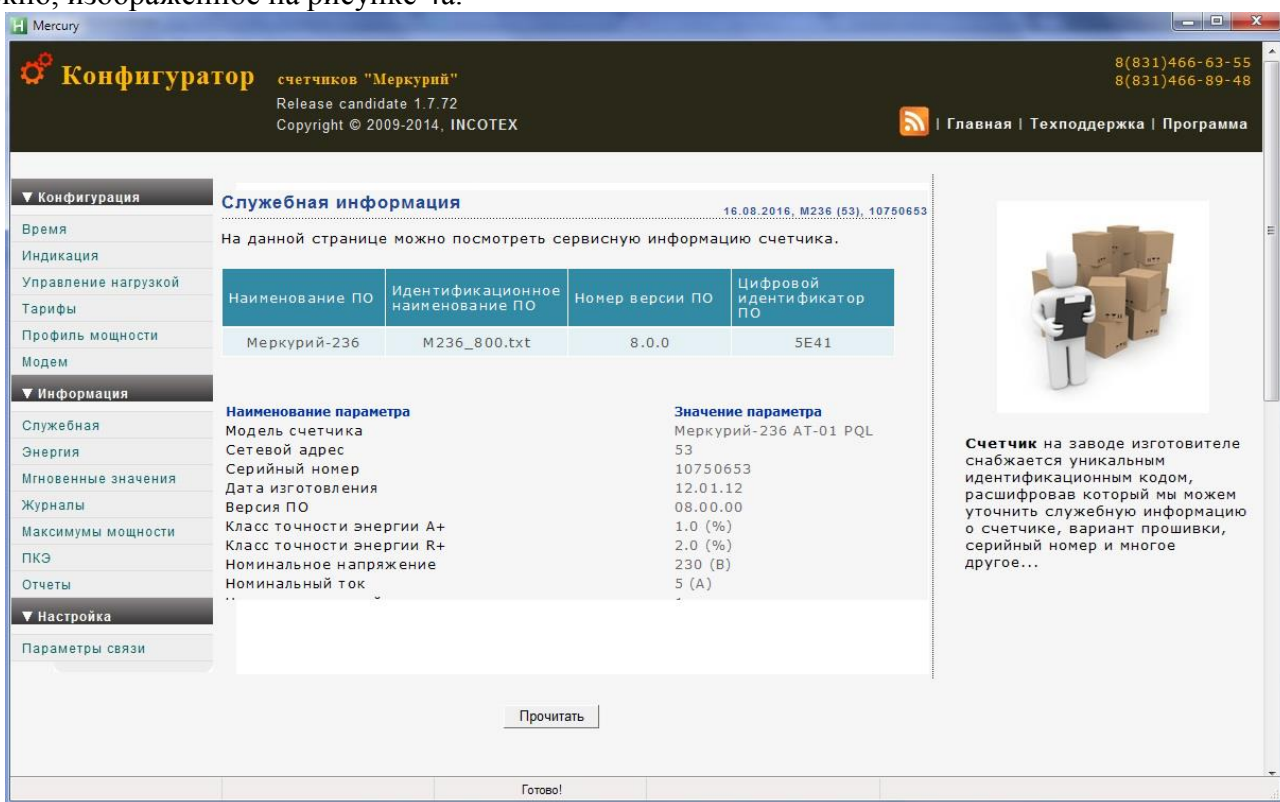 изображенное на рисунке 4а.
Mercury
Конфигуратор счетчиков "Меркурий"
Release candidate 1.7.72
Copyright © 2009-2014, INCOTEX
8(831)466-63-55
8(831)466-89-48
| Главная | Техподдержка | Программа
▼ Конфигурация
Время
Индикация
Управление нагрузкой
Тарифы
Профиль мощности
Модем
▼ Информация
Служебная
Энергия
Мгновенные значения
Журналы
Максимумы мощности
ПКЭ
Отчеты
▼ Настройка
Параметры связи
Служебная информация
16.08.2016, M236 (53), 10750653
На данной странице можно посмотреть сервисную информацию счетчика.
Наименование ПО
Идентификационное
наименование ПО
Номер версии ПО
Цифровой
идентификатор
ПО
Меркурий-236 M236_800.txt 8.0.0 5E41
Наименование параметра Значение параметра
Модель счетчика Меркурий-236 AT-01 PQL
Сетевой адрес 53
Серийный номер 10750653
Дата изготовления 12.01.12
Версия ПО 08.00.00
Класс точности энергии A+ 1.0 (%)
Класс точности энергии R+ 2.0 (%)
Номинальное напряжение 230 (В)
Номинальный ток 5 (А)
Прочитать
Счетчик на заводе изготовителе
снабжается уникальным
идентификационным кодом,
расшифровав который мы можем
уточнить служебную информацию
о счетчике, вариант прошивки,
серийный номер и многое
другое...
Готово!